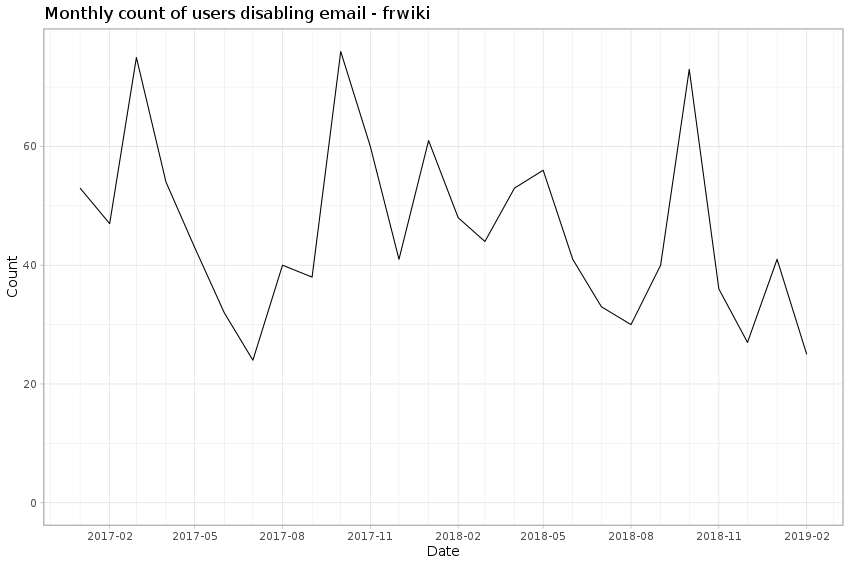 Monthly count of users disabling email - frwiki
Count
60
40
20
0
2017-02 2017-05 2017-08 2017-11 2018-02 2018-05 2018-08 2018-11 2019-02
Date